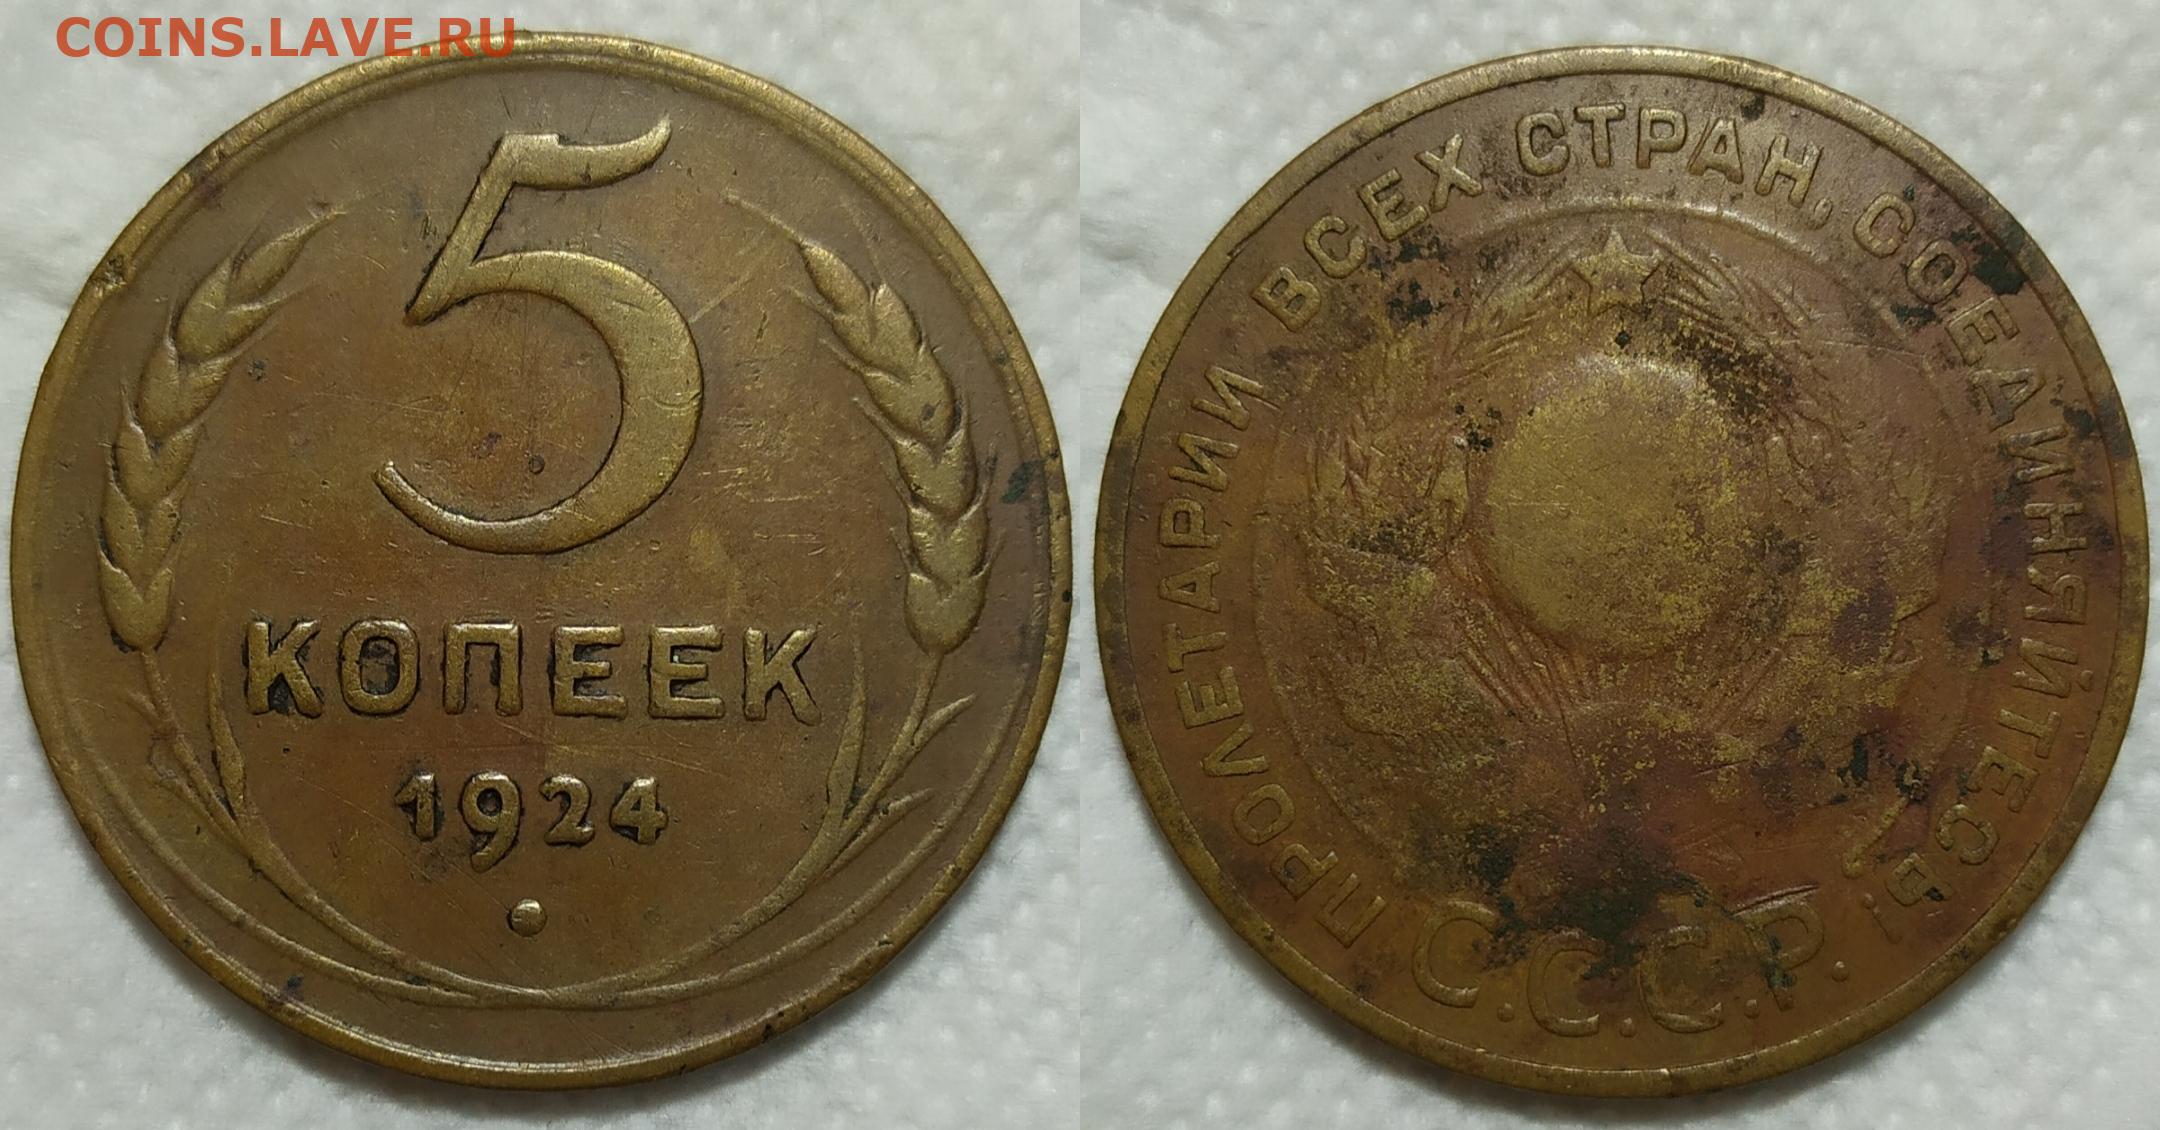 COINS.LAVE.RU
5
КОПЕЕК
1924
ПРОЛЕТАРИИ ВСЕХ СТРАН, СОЕДИНЯЙТЕСЬ!
С.С.С.Р.